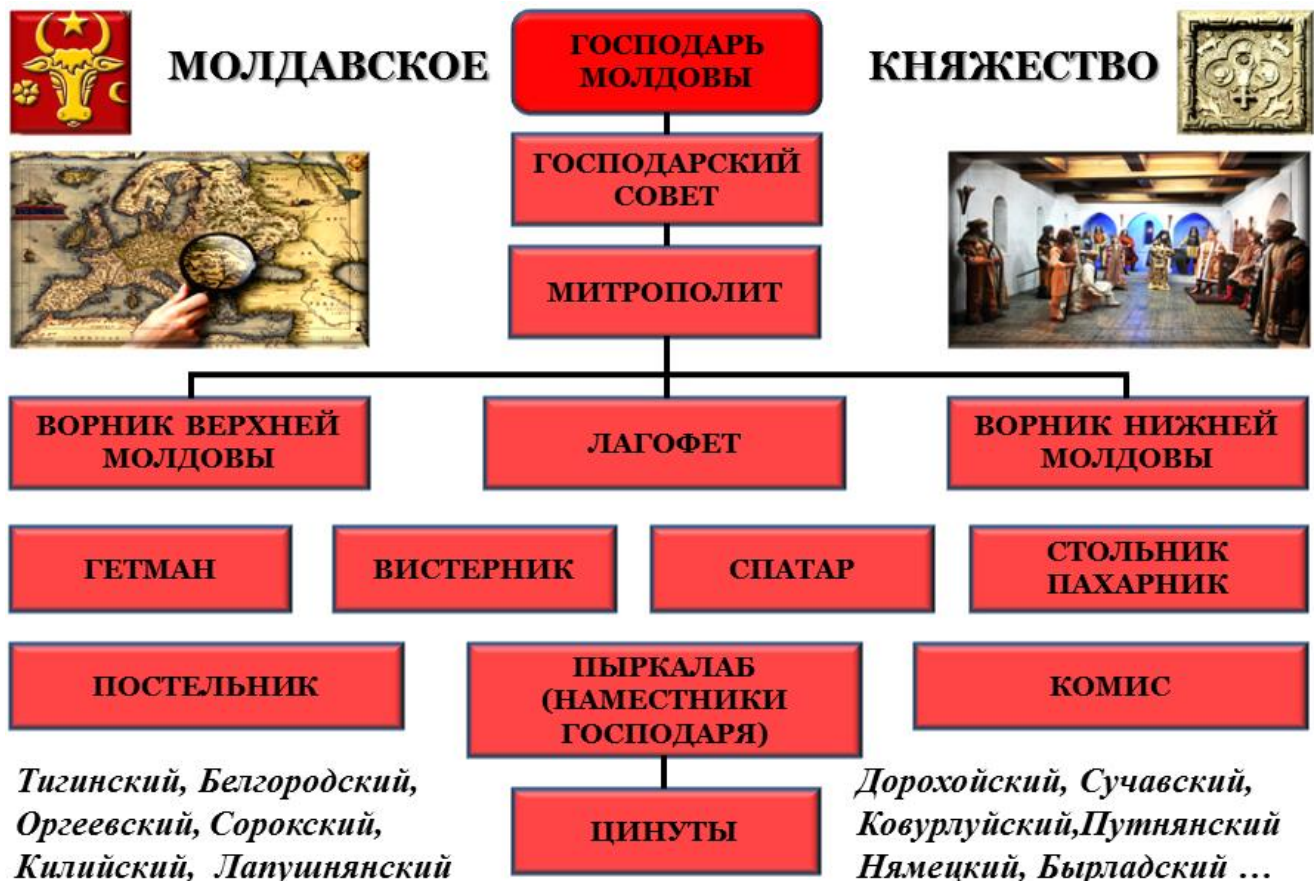 МОЛДАВСКОЕ
ГОСПОДАРЬ
МОЛДОВЫ
КНЯЖЕСТВО
ГОСПОДАРСКИЙ
СОВЕТ
МИТРОПОЛИТ
ВОРНИК ВЕРХНЕЙ
МОЛДОВЫ
ЛАГОФЕТ
ВОРНИК НИЖНЕЙ
МОЛДОВЫ
ГЕТМАН
ВИСТЕРНИК
СПАТАР
СТОЛЬНИК
ПАХАРНИК
ПОСТЕЛЬНИК
ПЫРКАЛАБ
(НАМЕСТНИКИ
ГОСПОДАРЯ)
КОМИС
Тигинский, Белгородский,
Оргеевский, Сорокский,
Килийский, Лапушнянский
ЦИНУТЫ
Дорохойский, Сучавский,
Ковурлуйский,Путнянский
Нямецкий, Бырладский ...